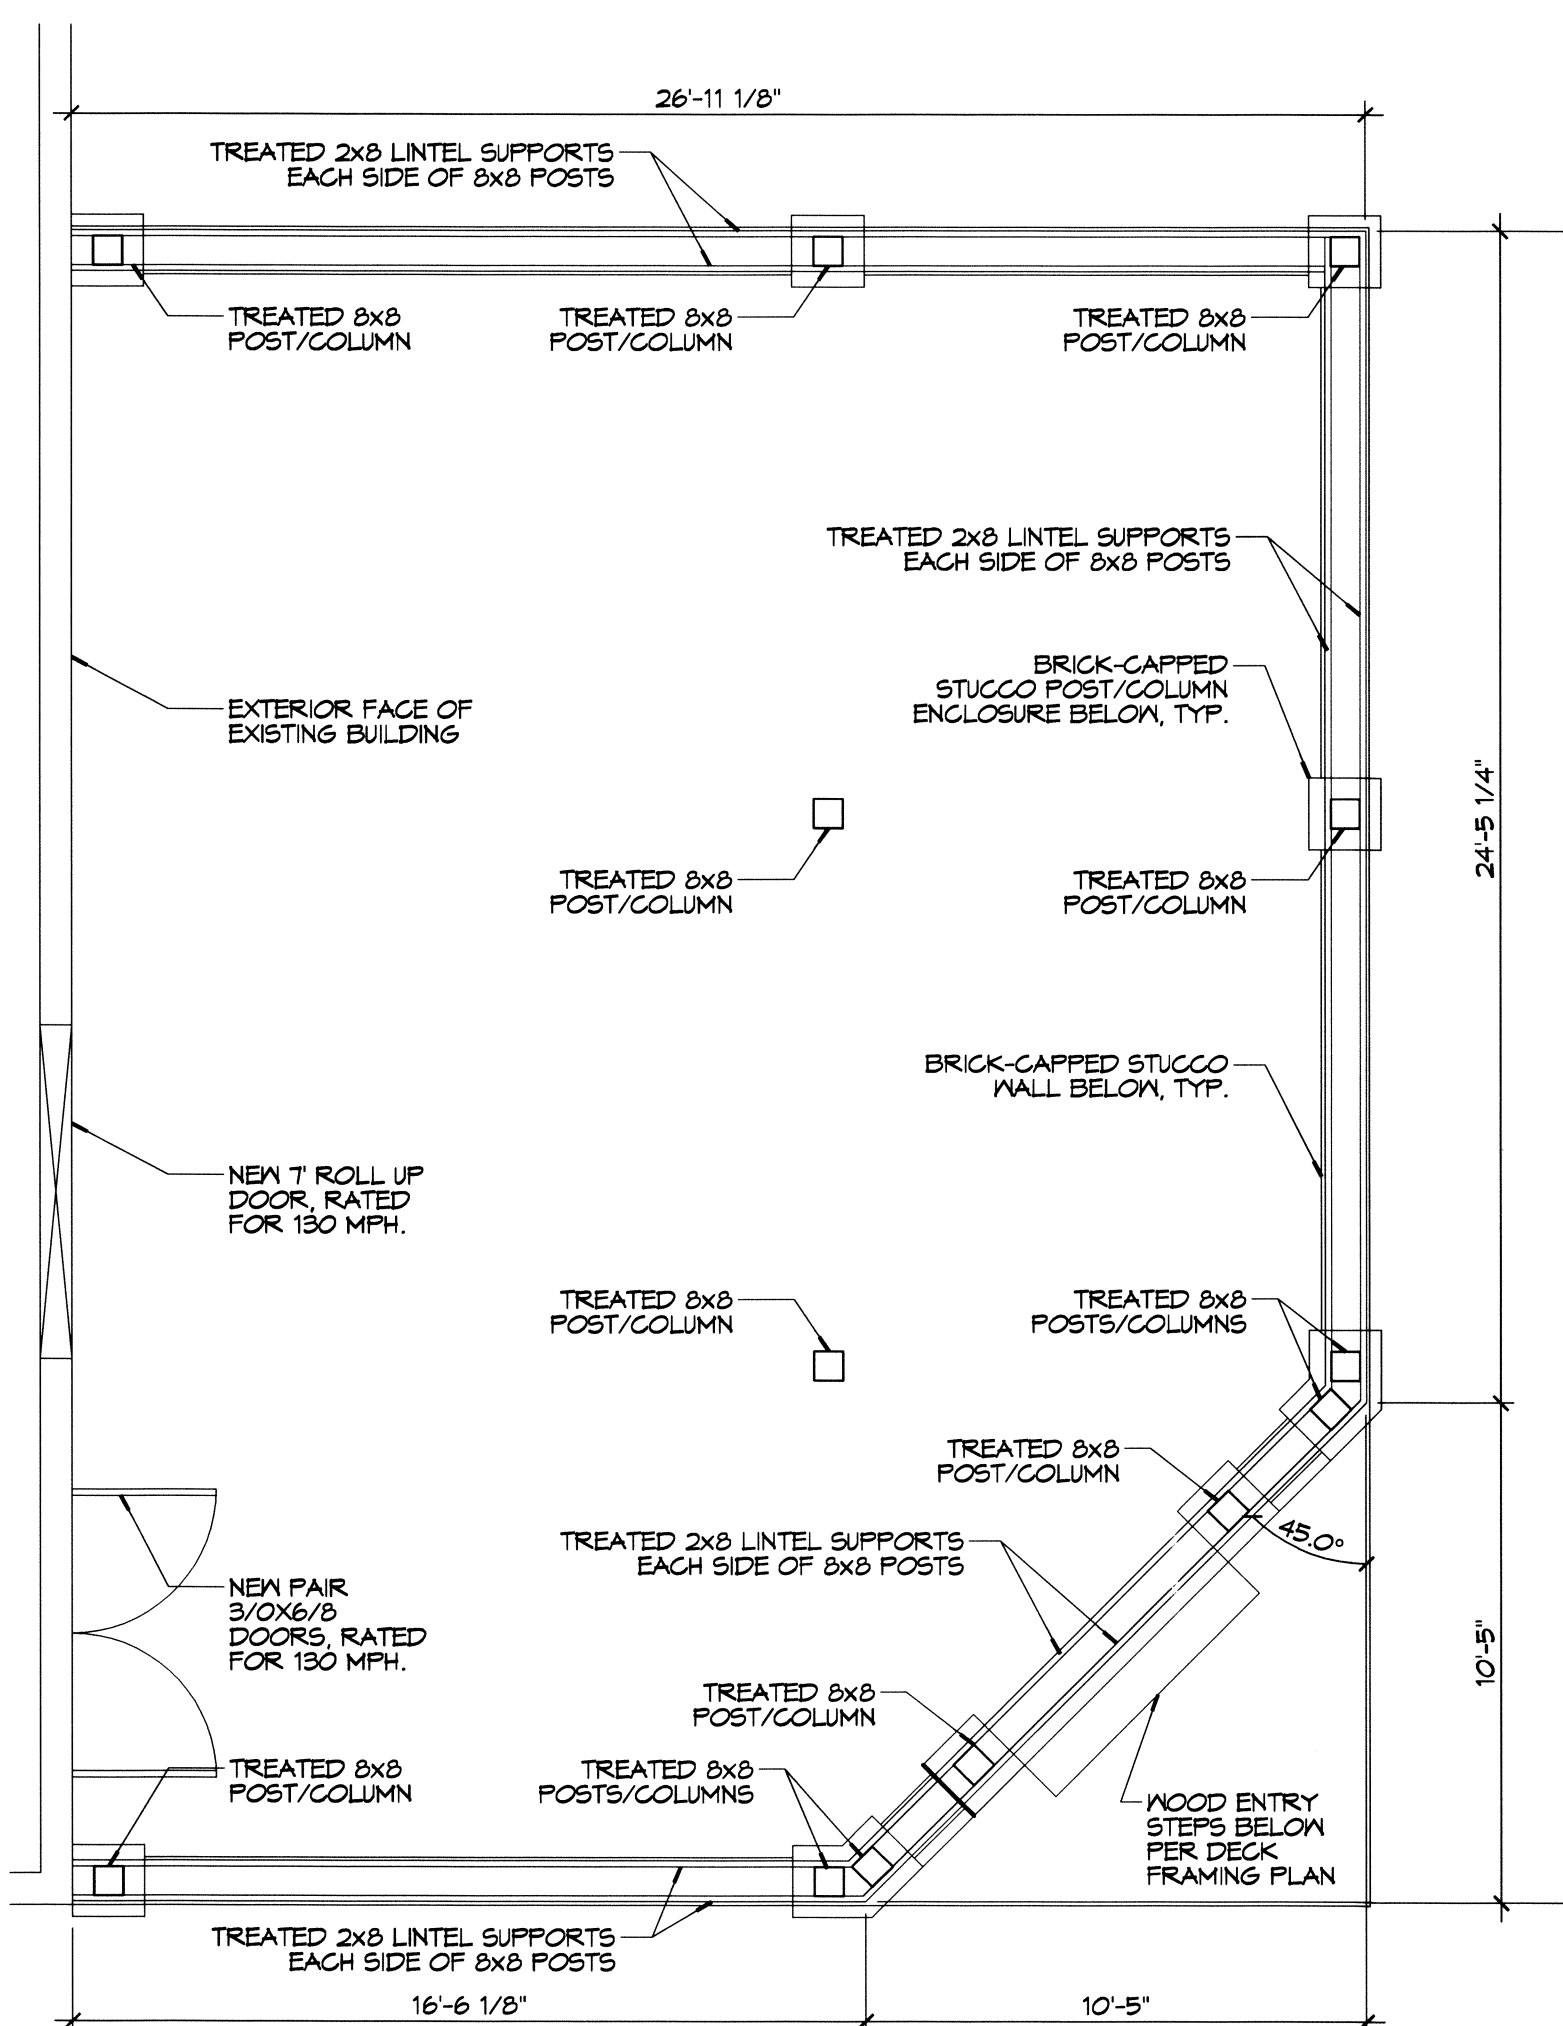 26'-11 1/8"
TREATED 2x8 LINTEL SUPPORTS
EACH SIDE OF 8x8 POSTS
TREATED 8x8
POST/COLUMN
TREATED 8x8
POST/COLUMN
TREATED 8x8
POST/COLUMN
TREATED 2x8 LINTEL SUPPORTS
EACH SIDE OF 8x8 POSTS
BRICK-CAPPED
STUCCO POST/COLUMN
ENCLOSURE BELOW, TYP.
EXTERIOR FACE OF
EXISTING BUILDING
24'-5 1/4"
TREATED 8x8
POST/COLUMN
TREATED 8x8
POST/COLUMN
BRICK-CAPPED STUCCO
WALL BELOW, TYP.
NEW 7' ROLL UP
DOOR, RATED
FOR 130 MPH.
TREATED 8x8
POST/COLUMN
TREATED 8x8
POSTS/COLUMNS
TREATED 8x8
POST/COLUMN
45.0°
TREATED 2x8 LINTEL SUPPORTS
EACH SIDE OF 8x8 POSTS
NEW PAIR
3/0X6/8
DOORS, RATED
FOR 130 MPH.
10'-5"
TREATED 8x8
POST/COLUMN
TREATED 8x8
POST/COLUMN
TREATED 8x8
POSTS/COLUMNS
WOOD ENTRY
STEPS BELOW
PER DECK
FRAMING PLAN
TREATED 2x8 LINTEL SUPPORTS
EACH SIDE OF 8x8 POSTS
16'-6 1/8"
10'-5"